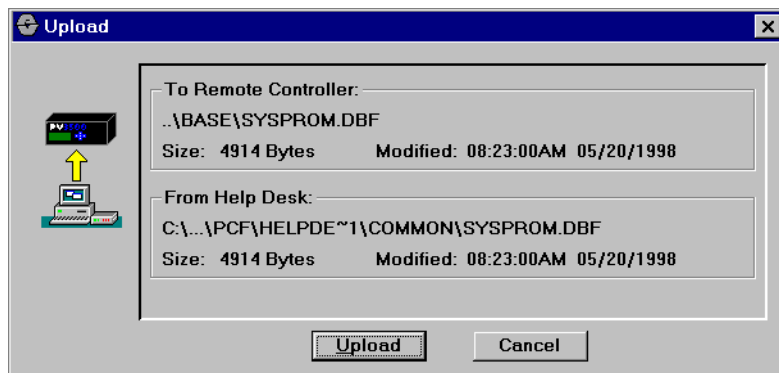 Upload
To Remote Controller:
..\BASE\SYSPROM.DBF
Size: 4914 Bytes Modified: 08:23:00AM 05/20/1998
From Help Desk:
C:\...\PCF\HELPDE~1\COMMON\SYSPROM.DBF
Size: 4914 Bytes Modified: 08:23:00AM 05/20/1998
Upload Cancel